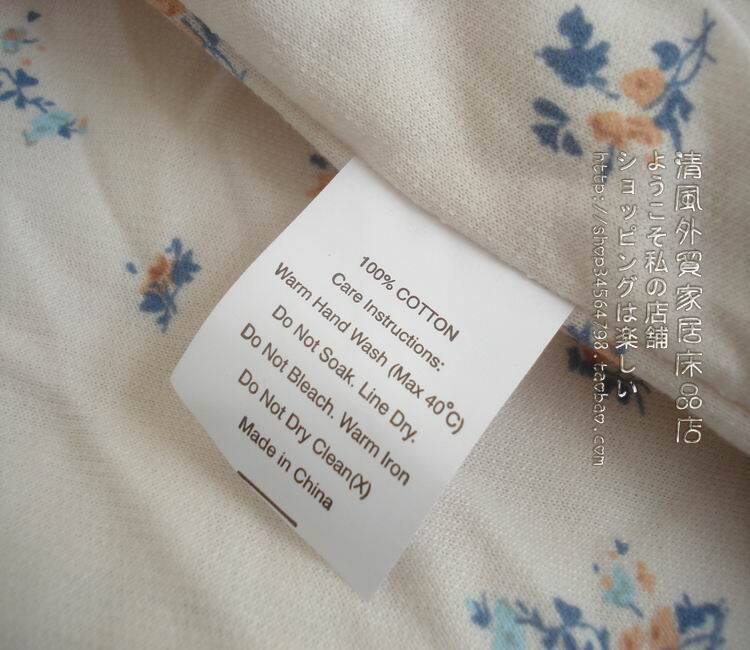 100% COTTON
Care Instructions:
Warm Hand Wash (Max 40°C)
Do Not Soak. Line Dry.
Do Not Bleach. Warm Iron
Do Not Dry Clean(X)
Made in China
清風外貿家居床品店
ようこそ私の店舗
ショッピングは楽しい
http://shop34564798.taobao.com